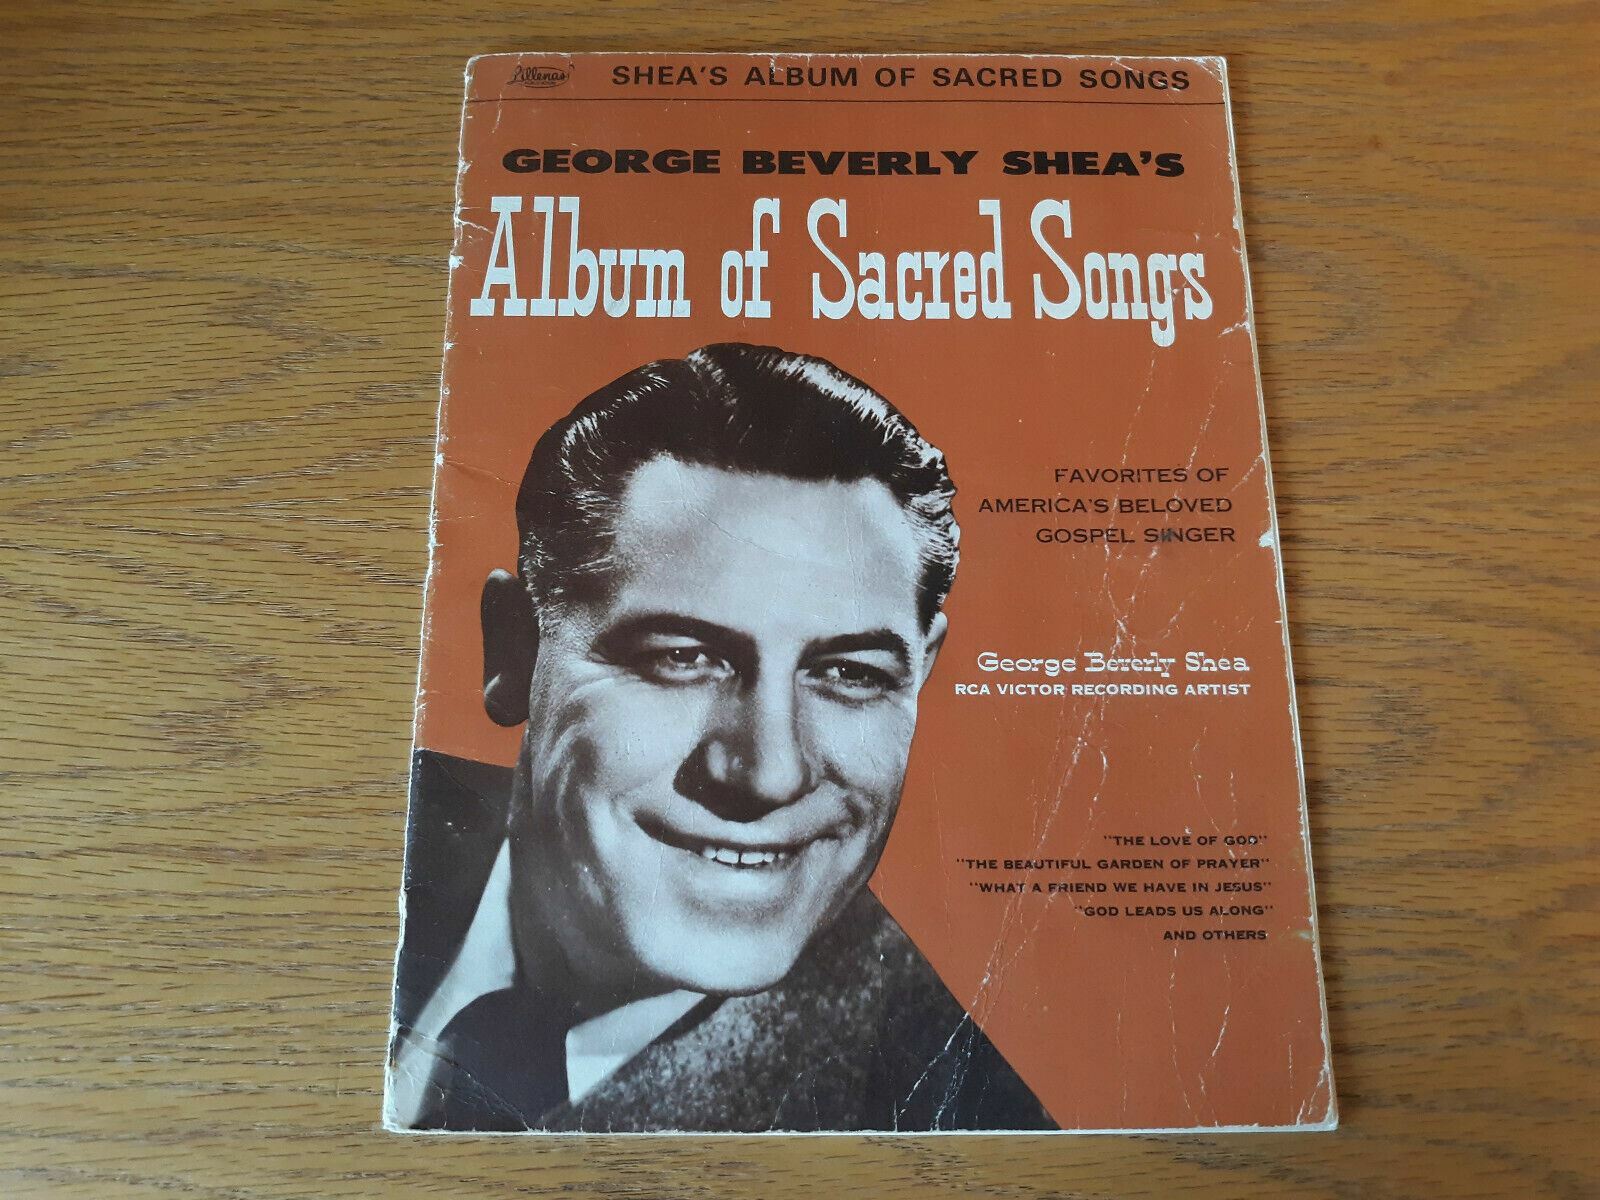 Lillenas
SHEA'S ALBUM OF SACRED SONGS
GEORGE BEVERLY SHEA'S
Album of Sacred Songs
FAVORITES OF
AMERICA'S BELOVED
GOSPEL SINGER
George Beverly Shea
RCA VICTOR RECORDING ARTIST
"THE LOVE OF GOD"
"THE BEAUTIFUL GARDEN OF PRAYER"
"WHAT A FRIEND WE HAVE IN JESUS"
"GOD LEADS US ALONG"
AND OTHERS